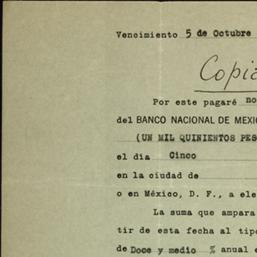 Vencimiento 5 de Octubre
Copia
Por este pagaré no
del BANCO NACIONAL DE MEXIC
(UN MIL QUINIENTOS PES
el día Cinco
en la ciudad de
o en México, D. F., a ele
La suma que ampara
tir de esta fecha al tipo
de Doce y medio % anual e